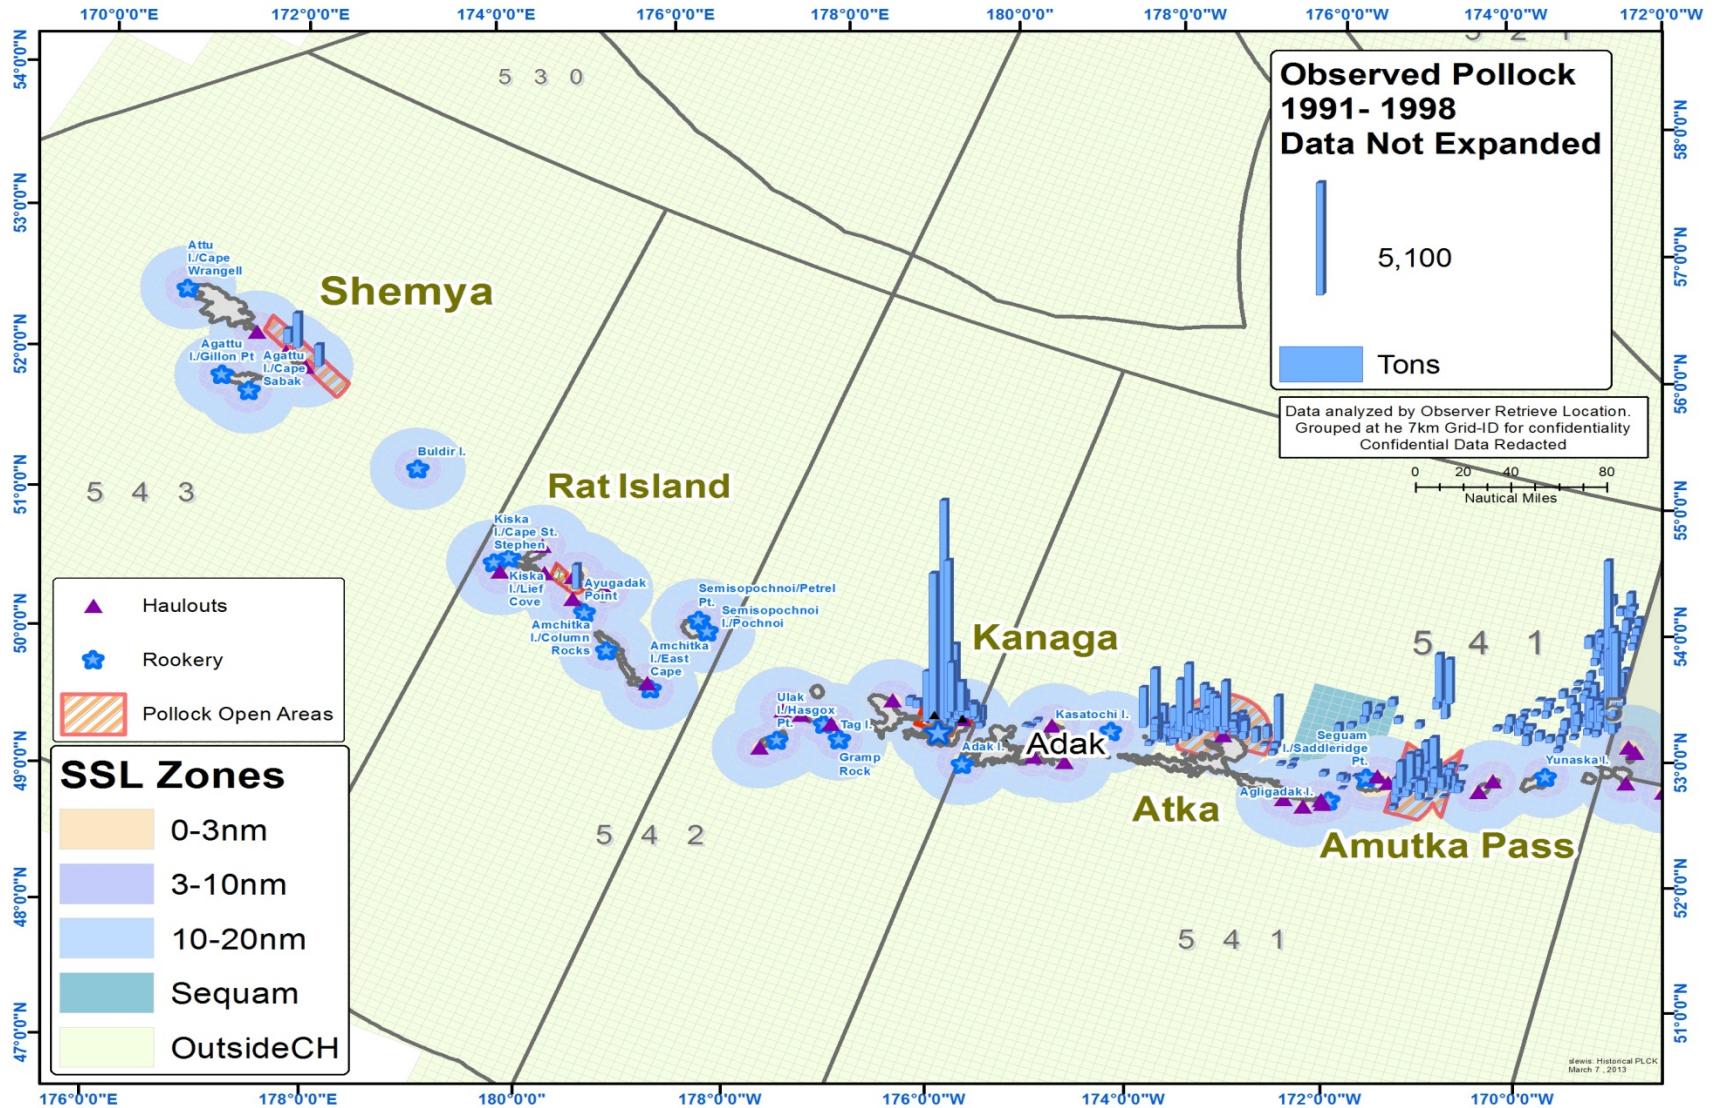 170°0'0"E 172°0'0"E 174°0'0"E 176°0'0"E 178°0'0"E 180°0'0" 178°0'0"W 176°0'0"W 174°0'0"W 172°0'0"W
54°0'0"N
53°0'0"N
52°0'0"N
51°0'0"N
50°0'0"N
49°0'0"N
48°0'0"N
47°0'0"N
5 3 0
5 2 1
Observed Pollock
1991- 1998
Data Not Expanded
5,100
Tons
Data analyzed by Observer Retrieve Location.
Grouped at he 7km Grid-ID for confidentiality
Confidential Data Redacted
0 20 40 80
Nautical Miles
58°0'0"N
57°0'0"N
56°0'0"N
55°0'0"N
54°0'0"N
53°0'0"N
52°0'0"N
51°0'0"N
Attu
I./Cape
Wrangell
Shemya
Agattu
I./Gillon Pt
Agattu
I./Cape
Sabak
Buldir I.
5 4 3
Rat Island
Kiska
I./Cape St.
Stephen
Kiska
I./Lief
Cove
Ayugadak
Point
Amchitka
I./Column
Rocks
Semisopochnoi/Petrel
Pt.
Semisopochnoi
I./Pochnoi
Amchitka
I./East
Cape
Kanaga
5 4 1
Ulak
I./Hasgox
Pt.
Tag I.
Gramp
Rock
Adak I.
Adak
Kasatochi I.
Seguam
I./Saddleridge
Pt.
Agligadak I.
Yunaska I.
5
Atka
Amutka Pass
5 4 2
5 4 1
Haulouts
Rookery
Pollock Open Areas
SSL Zones
0-3nm
3-10nm
10-20nm
Sequam
OutsideCH
slewis: Historical PLCK
March 7 , 2013
176°0'0"E 178°0'0"E 180°0'0" 178°0'0"W 176°0'0"W 174°0'0"W 172°0'0"W 170°0'0"W